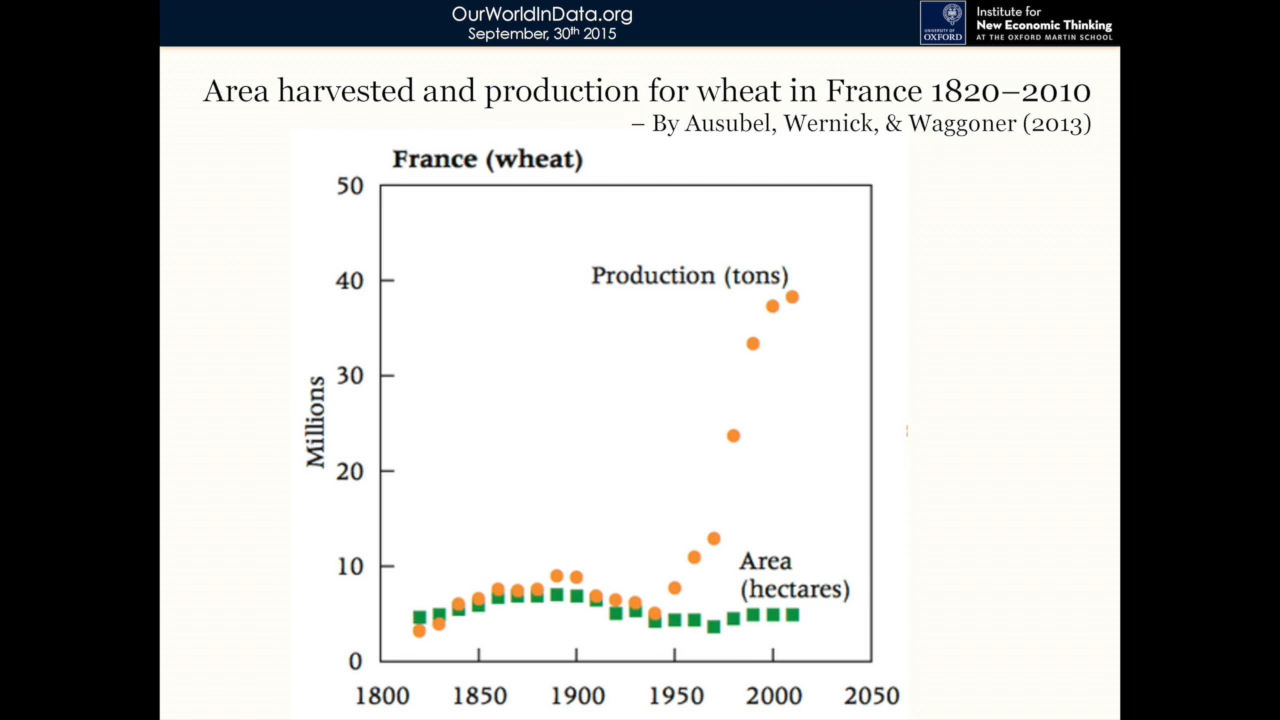 OurWorldInData.org
September, 30th 2015
UNIVERSITY OF
OXFORD
Institute for
New Economic Thinking
AT THE OXFORD MARTIN SCHOOL
Area harvested and production for wheat in France 1820–2010
– By Ausubel, Wernick, & Waggoner (2013)
France (wheat)
50
40
30
20
10
0
Millions
Production (tons)
Area
(hectares)
1800 1850 1900 1950 2000 2050